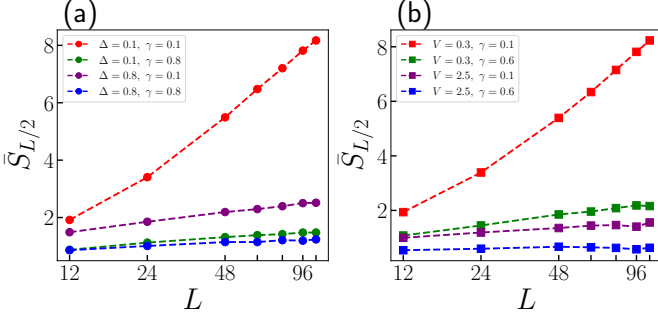 (a)
8
6
4
2
S̄_{L/2}
Δ = 0.1, γ = 0.1
Δ = 0.1, γ = 0.8
Δ = 0.8, γ = 0.1
Δ = 0.8, γ = 0.8
12 24 48 96
L
(b)
8
6
4
2
S̄_{L/2}
V = 0.3, γ = 0.1
V = 0.3, γ = 0.6
V = 2.5, γ = 0.1
V = 2.5, γ = 0.6
12 24 48 96
L